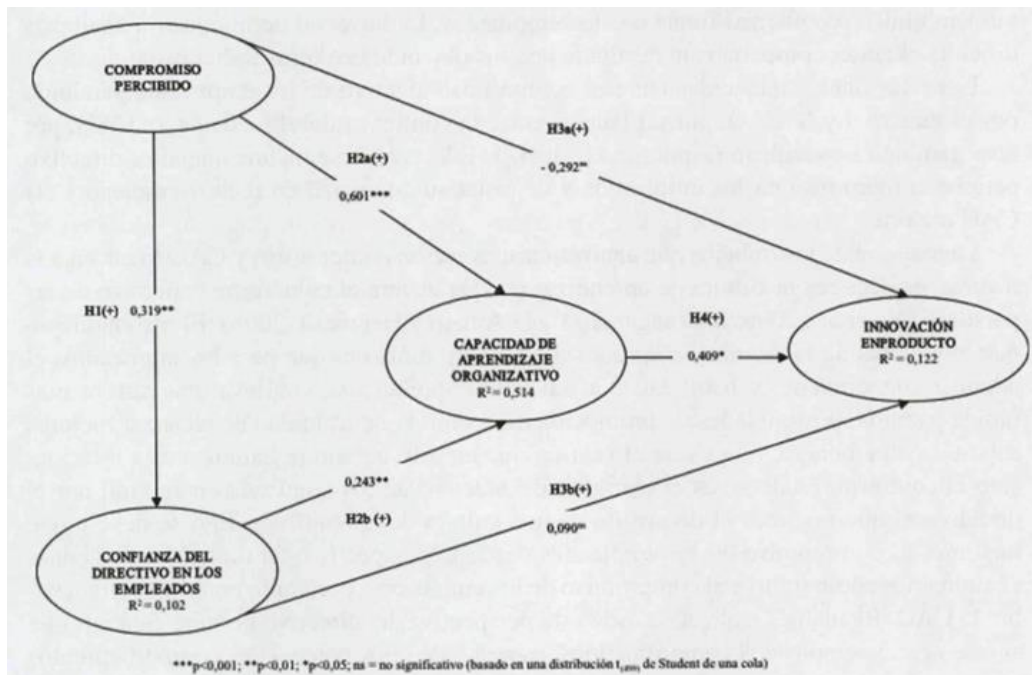 COMPROMISO
PERCIBIDO
H3a(+)
- 0,292ns
H2a(+)
0,601***
H1(+) 0,319**
CAPACIDAD DE
APRENDIZAJE
ORGANIZATIVO
R²= 0,514
H4(+)
0,409*
INNOVACIÓN
ENPRODUCTO
R²= 0,122
0,243**
H2b (+)
H3b(+)
0,090ns
CONFIANZA DEL
DIRECTIVO EN LOS
EMPLEADOS
R²= 0,102
***p<0,001; **p<0,01; *p<0,05; ns = no significativo (basado en una distribución t de Student de una cola)